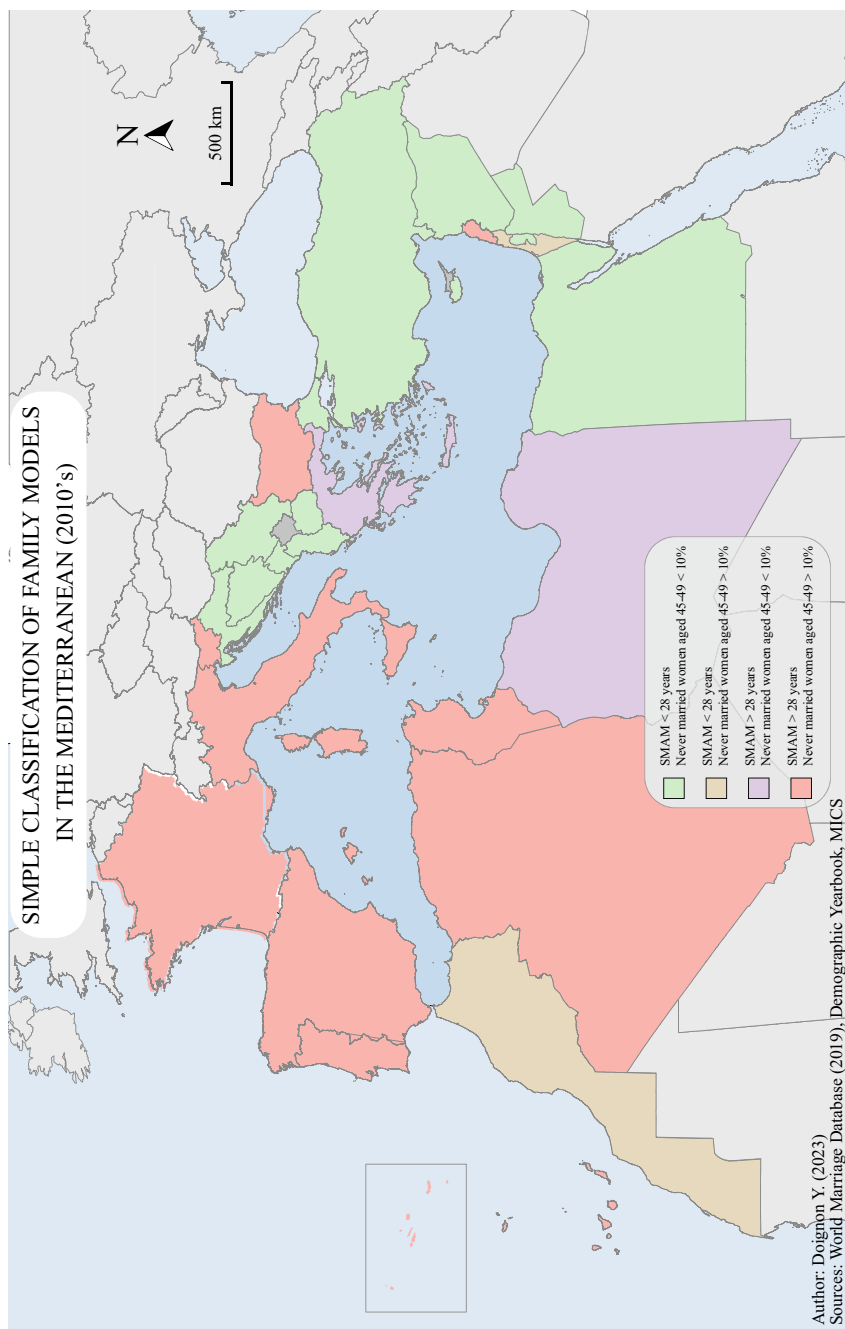 SIMPLE CLASSIFICATION OF FAMILY MODELS
IN THE MEDITERRANEAN (2010's)
N
500 km
SMAM < 28 years
Never married women aged 45-49 < 10%
SMAM < 28 years
Never married women aged 45-49 > 10%
SMAM > 28 years
Never married women aged 45-49 < 10%
SMAM > 28 years
Never married women aged 45-49 > 10%
Author: Doignon Y. (2023)
Sources: World Marriage Database (2019), Demographic Yearbook, MICS